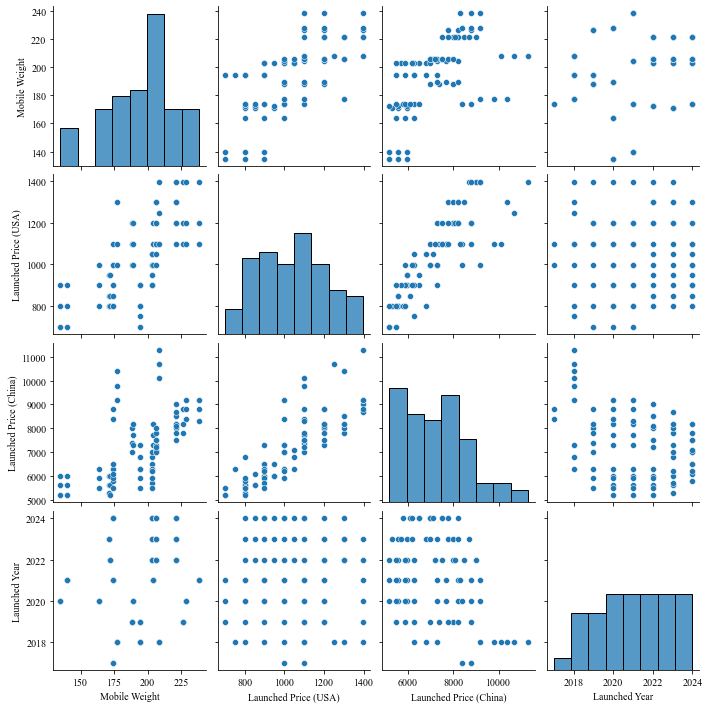 240
220
200
180
160
140
Mobile Weight
1400
1200
1000
800
Launched Price (USA)
11000
10000
9000
8000
7000
6000
5000
Launched Price (China)
2024
2022
2020
2018
Launched Year
150 175 200 225
800 1000 1200 1400
6000 8000 10000
2018 2020 2022 2024
Mobile Weight
Launched Price (USA)
Launched Price (China)
Launched Year